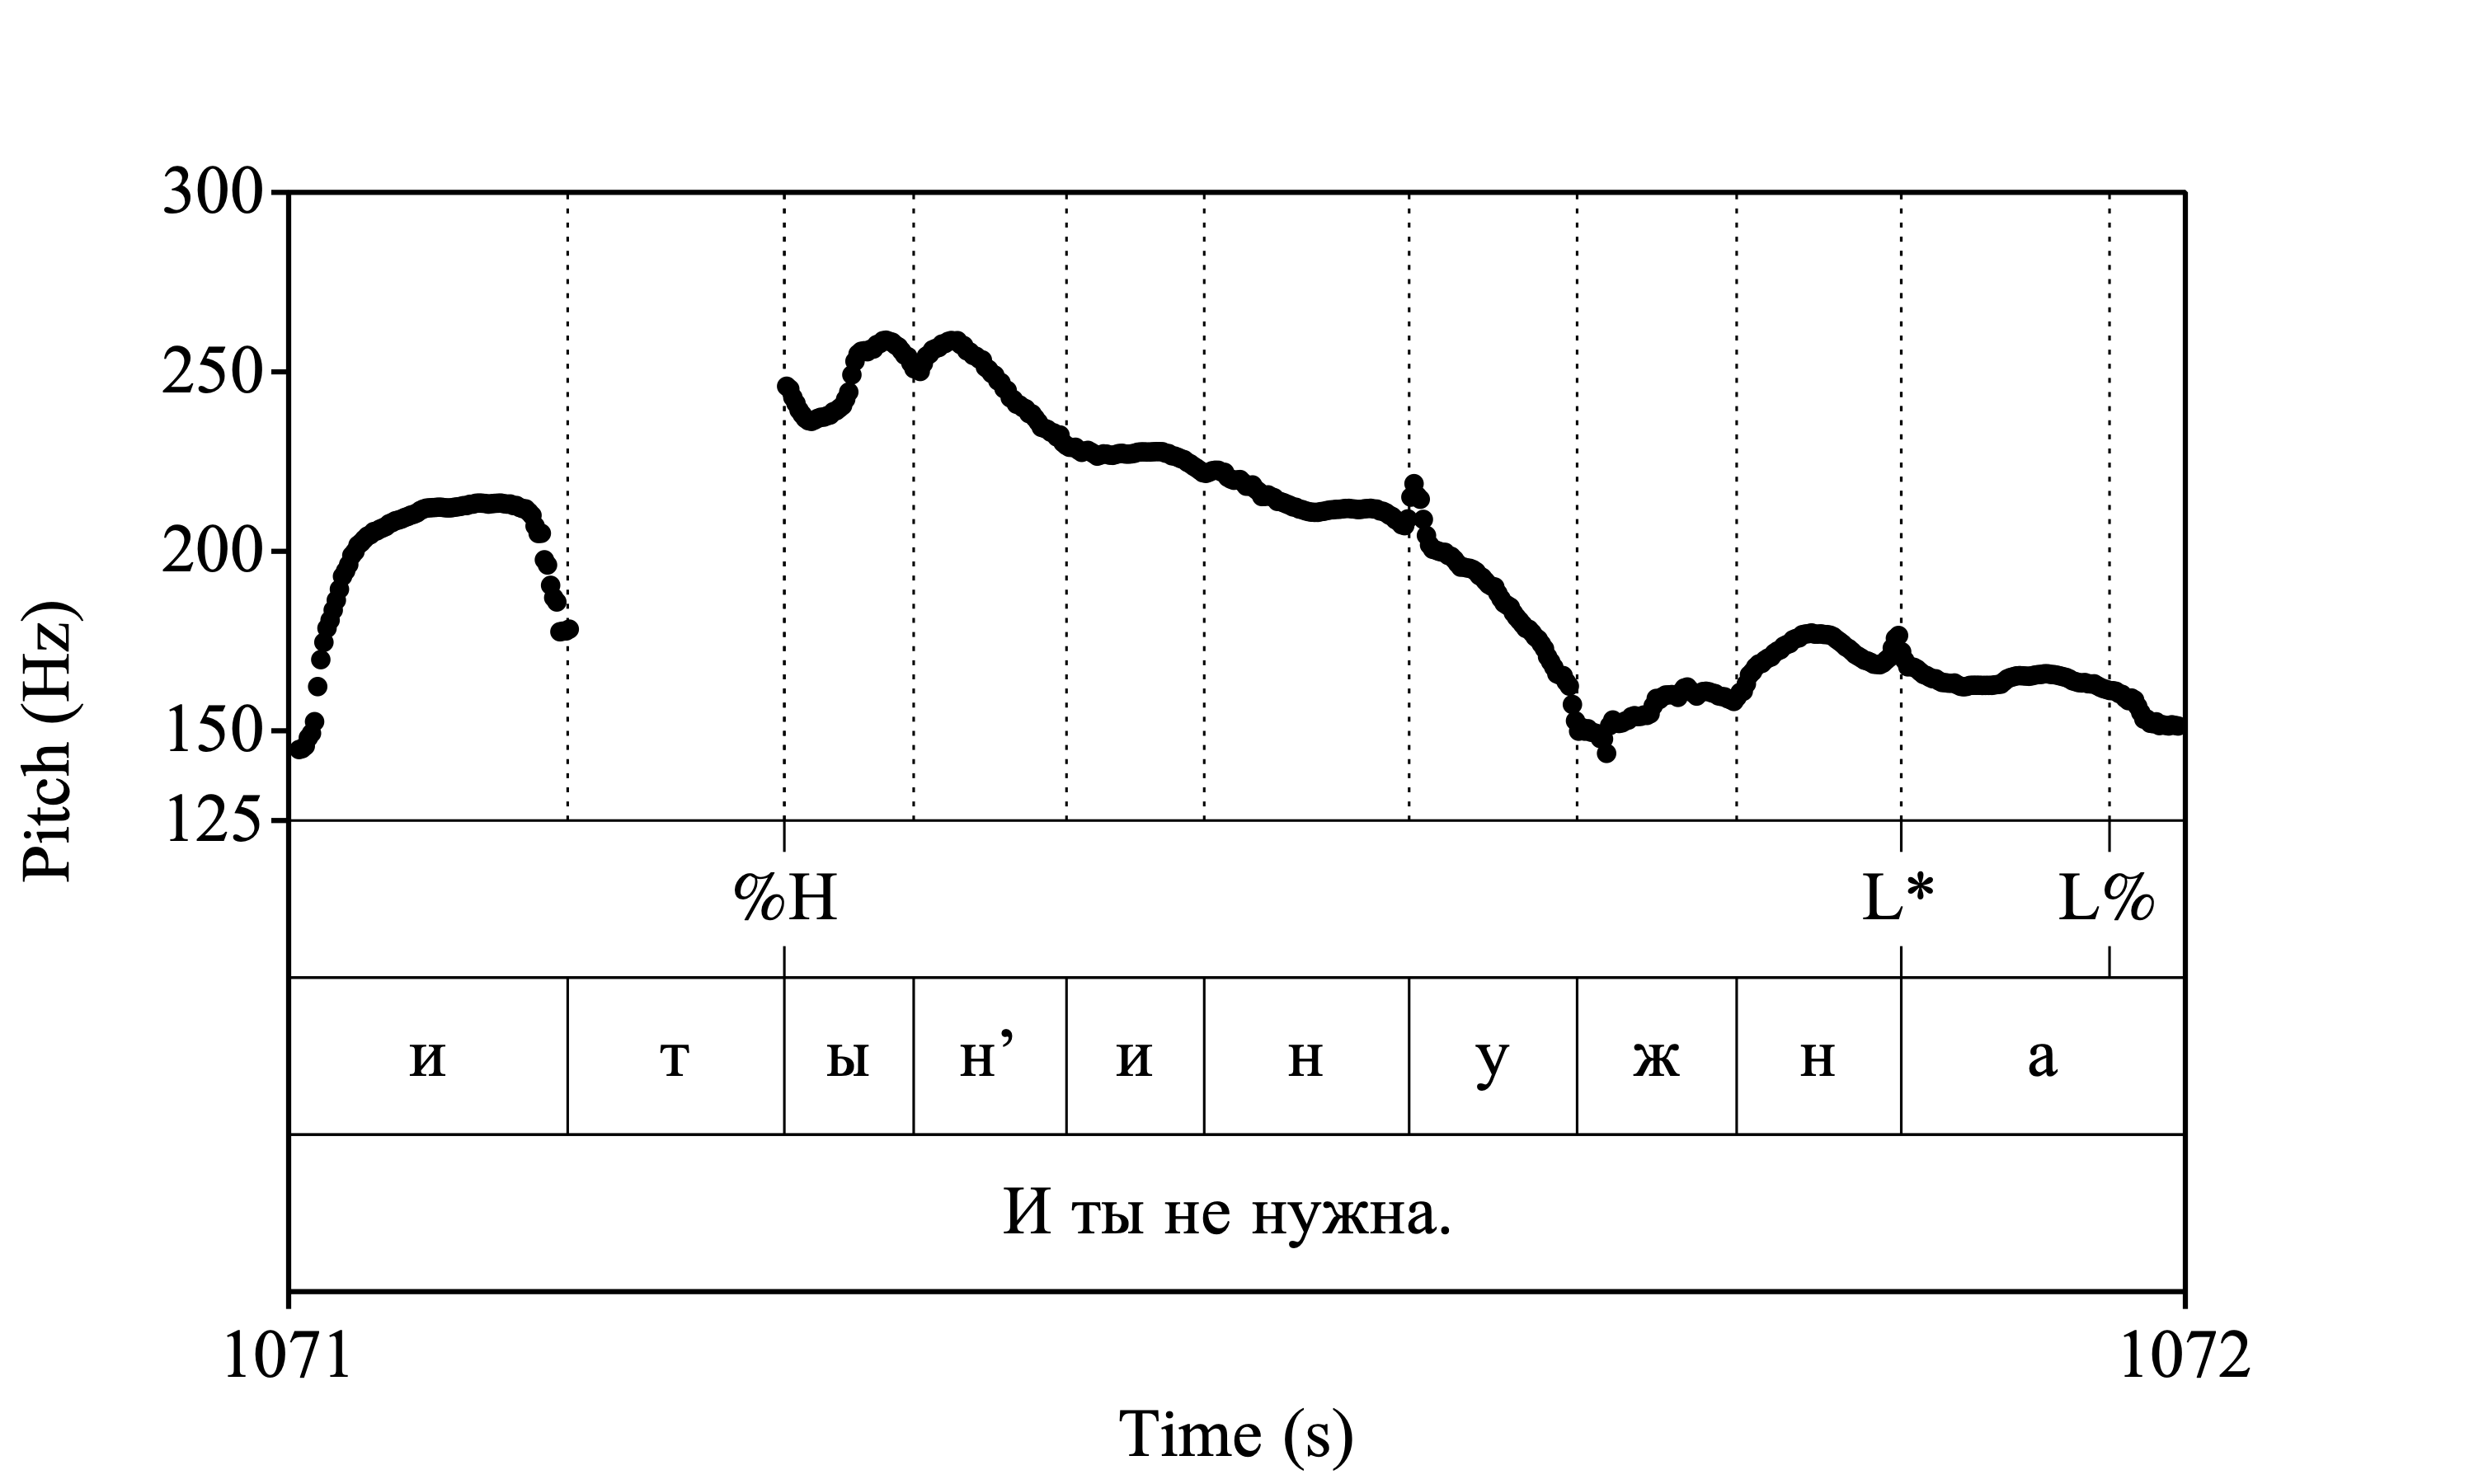 Pitch (Hz)
300
250
200
150
125
%H L* L%
и т ы н’ и н у ж н а
И ты не нужна.
1071 1072
Time (s)